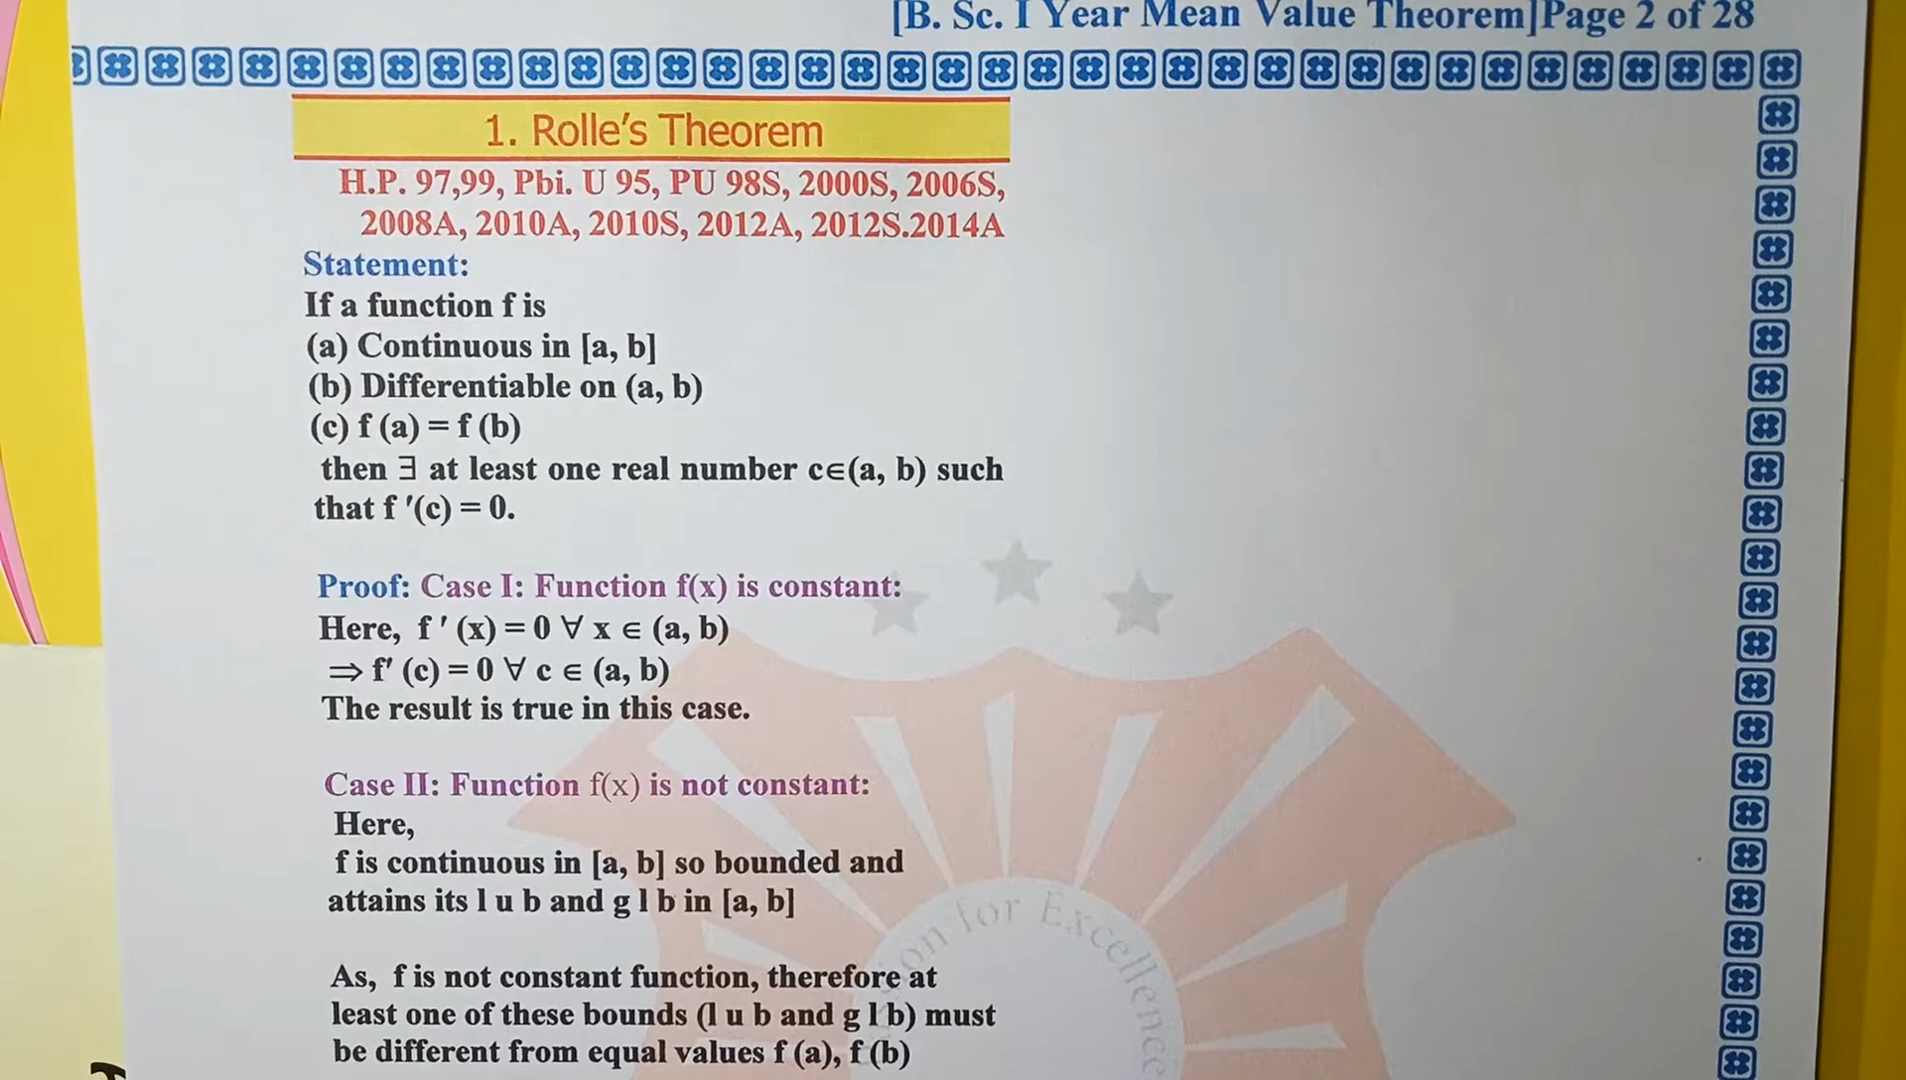 [B. Sc. I Year Mean Value Theorem]Page 2 of 28
1. Rolle's Theorem
H.P. 97,99, Pbi. U 95, PU 98S, 2000S, 2006S,
2008A, 2010A, 2010S, 2012A, 2012S.2014A
Statement:
If a function f is
(a) Continuous in [a, b]
(b) Differentiable on (a, b)
(c) f (a) = f (b)
then ∃ at least one real number c∈(a, b) such
that f ′(c) = 0.
Proof: Case I: Function f(x) is constant:
Here, f ′ (x) = 0 ∀ x ∈ (a, b)
⇒ f′ (c) = 0 ∀ c ∈ (a, b)
The result is true in this case.
Case II: Function f(x) is not constant:
Here,
f is continuous in [a, b] so bounded and
attains its l u b and g l b in [a, b]
As, f is not constant function, therefore at
least one of these bounds (l u b and g l b) must
be different from equal values f (a), f (b)
for Excellence